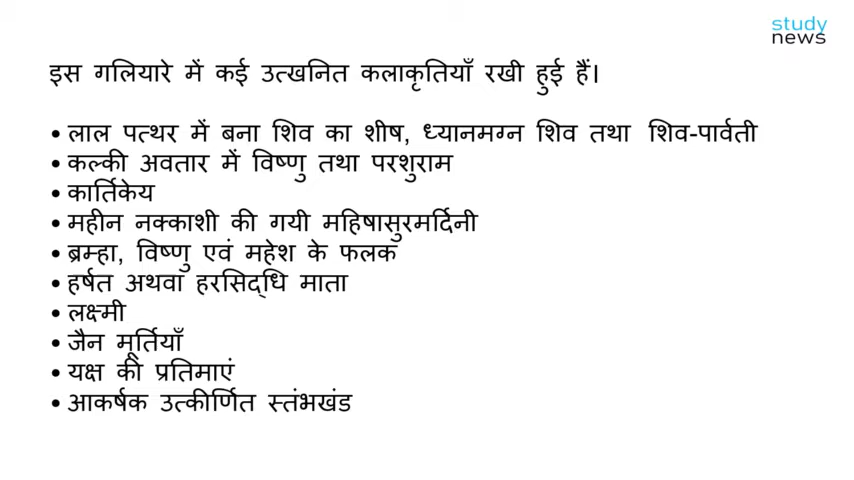 study
news
इस गलियारे में कई उत्खनित कलाकृतियाँ रखी हुई हैं।
• लाल पत्थर में बना शिव का शीष, ध्यानमग्न शिव तथा शिव-पार्वती
• कल्की अवतार में विष्णु तथा परशुराम
• कार्तिकेय
• महीन नक्काशी की गयी महिषासुरमर्दिनी
• ब्रम्हा, विष्णु एवं महेश के फलक
• हर्षत अथवा हरसिद्धि माता
• लक्ष्मी
• जैन मूर्तियाँ
• यक्ष की प्रतिमाएं
• आकर्षक उत्कीर्णित स्तंभखंड